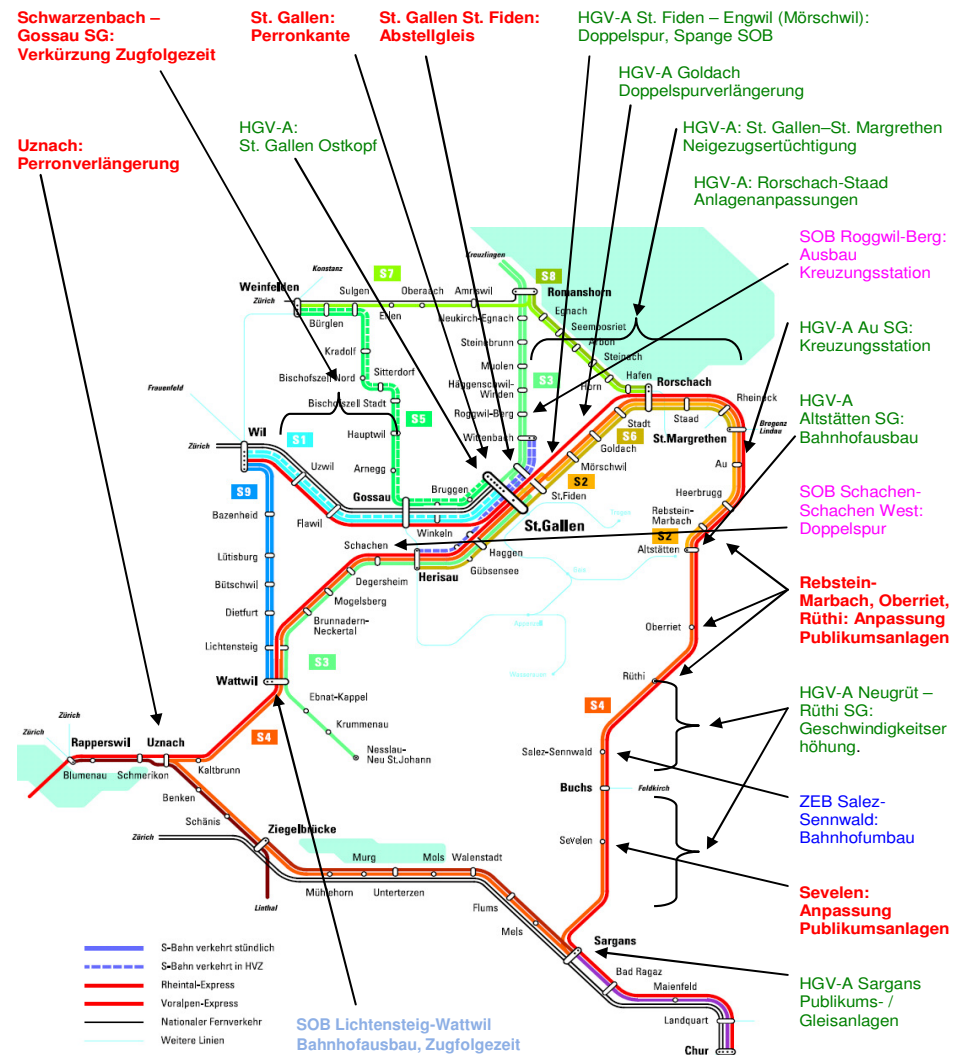 Schwarzenbach –
Gossau SG:
Verkürzung Zugfolgezeit
St. Gallen:
Perronkante
St. Gallen St. Fiden:
Abstellgleis
HGV-A St. Fiden – Engwil (Mörschwil):
Doppelspur, Spange SOB
HGV-A Goldach
Doppelspurverlängerung
Uznach:
Perronverlängerung
HGV-A:
St. Gallen Ostkopf
HGV-A: St. Gallen–St. Margrethen
Neigezugsertüchtigung
HGV-A: Rorschach-Staad
Anlagenanpassungen
SOB Roggwil-Berg:
Ausbau
Kreuzungsstation
HGV-A Au SG:
Kreuzungsstation
HGV-A
Altstätten SG:
Bahnhofausbau
SOB Schachen-
Schachen West:
Doppelspur
Rebstein-
Marbach, Oberriet,
Rüthi: Anpassung
Publikumsanlagen
HGV-A Neugrüt –
Rüthi SG:
Geschwindigkeitser
höhung.
ZEB Salez-
Sennwald:
Bahnhofumbau
Sevelen:
Anpassung
Publikumsanlagen
HGV-A Sargans
Publikums- /
Gleisanlagen
SOB Lichtensteig-Wattwil
Bahnhofausbau, Zugfolgezeit
Kreuzlingen
Konstanz
S7
S8
Weinfelden
Zürich
Sulgen
Oberaach
Amriswil
Romanshorn
Bürglen
Erlen
Neukirch-Egnach
Egnach
Seemoosriet
Kradolf
Steinebrunn
Arbon
Steinach
Sitterdorf
Muolen
Bischofszell Nord
Häggenschwil-
Winden
S3
Horn
Hafen
Rorschach
Rheineck
Frauenfeld
Bischofszell Stadt
S5
Roggwil-Berg
Stadt
Staad
Bregenz
Lindau
Hauptwil
Wittenbach
S6
St.Margrethen
Zürich
Wil
S1
Goldach
Au
Uzwil
Arnegg
Mörschwil
S9
Gossau
Bruggen
S2
Heerbrugg
Bazenheid
Flawil
Winkeln
St.Fiden
St.Gallen
Trogen
Rebstein-
Marbach
S2
Schachen
Haggen
Altstätten
Lütisburg
Herisau
Gübsensee
Gais
Degersheim
Bütschwil
Mogelsberg
Dietfurt
Brunnadern-
Neckertal
Appenzell
Oberriet
Lichtensteig
S3
Wasserauen
Wattwil
Rüthi
Ebnat-Kappel
S4
Krummenau
S4
Zürich
Zürich
Rapperswil
Uznach
Nesslau-
Neu St.Johann
Salez-Sennwald
Blumenau
Schmerikon
Kaltbrunn
Buchs
Feldkirch
Benken
Schänis
Ziegelbrücke
Zürich
Sevelen
Murg
Mols
Walenstadt
Mühlehorn
Unterterzen
Flums
Linthal
Mels
Sargans
Bad Ragaz
Maienfeld
Landquart
Chur
S-Bahn verkehrt stündlich
S-Bahn verkehrt in HVZ
Rheintal-Express
Voralpen-Express
Nationaler Fernverkehr
Weitere Linien